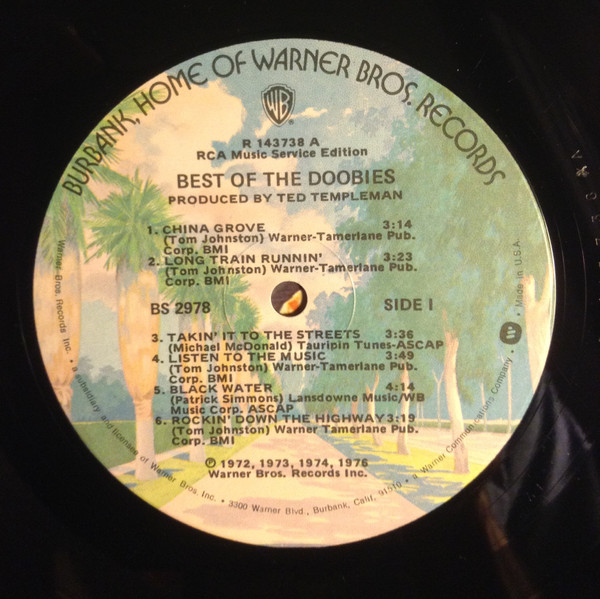 BURBANK, HOME OF WARNER BROS. RECORDS
WB
R 143738 A
RCA Music Service Edition
BEST OF THE DOOBIES
PRODUCED BY TED TEMPLEMAN
1. CHINA GROVE 3:14
(Tom Johnston) Warner-Tamerlane Pub.
Corp. BMI
2. LONG TRAIN RUNNIN' 3:23
(Tom Johnston) Warner-Tamerlane Pub.
Corp. BMI
BS 2978 SIDE I
3. TAKIN' IT TO THE STREETS 3:36
(Michael McDonald) Tauripin Tunes-ASCAP
4. LISTEN TO THE MUSIC 3:49
(Tom Johnston) Warner-Tamerlane Pub.
Corp. BMI
5. BLACK WATER 4:14
(Patrick Simmons) Lansdowne Music/WB
Music Corp. ASCAP
6. ROCKIN' DOWN THE HIGHWAY 3:19
(Tom Johnston) Warner Tamerlane Pub.
Corp. BMI
℗ 1972, 1973, 1974, 1976
Warner Bros. Records Inc.
Warner Bros. Records Inc. • a subsidiary and licensee of Warner Bros. Inc. • 3300 Warner Blvd., Burbank, Calif. 91510 • a Warner Communications Company • Made in U.S.A.